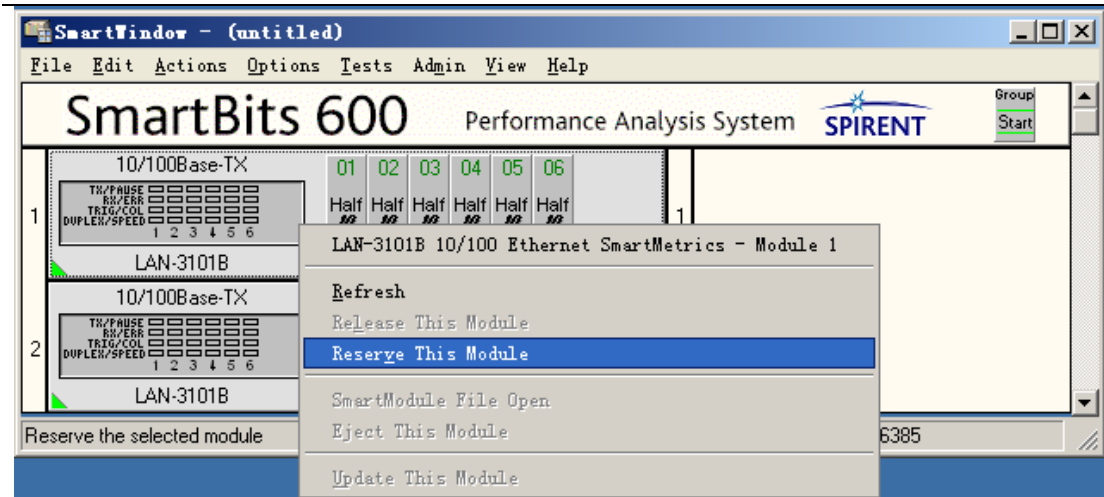 SmartWindow - (untitled)
File Edit Actions Options Tests Admin View Help
SmartBits 600 Performance Analysis System SPIRENT Group Start
10/100Base-TX 01 02 03 04 05 06
TX/PAUSE
RX/ERR
TRIG/COL
DUPLEX/SPEED
Half Half Half Half Half Half
1 1
1 2 3 4 5 6
LAN-3101B
LAN-3101B 10/100 Ethernet SmartMetrics - Module 1
Refresh
Release This Module
Reserve This Module
SmartModule File Open
Eject This Module
Update This Module
10/100Base-TX
TX/PAUSE
RX/ERR
TRIG/COL
DUPLEX/SPEED
2
1 2 3 4 5 6
LAN-3101B
Reserve the selected module 6385